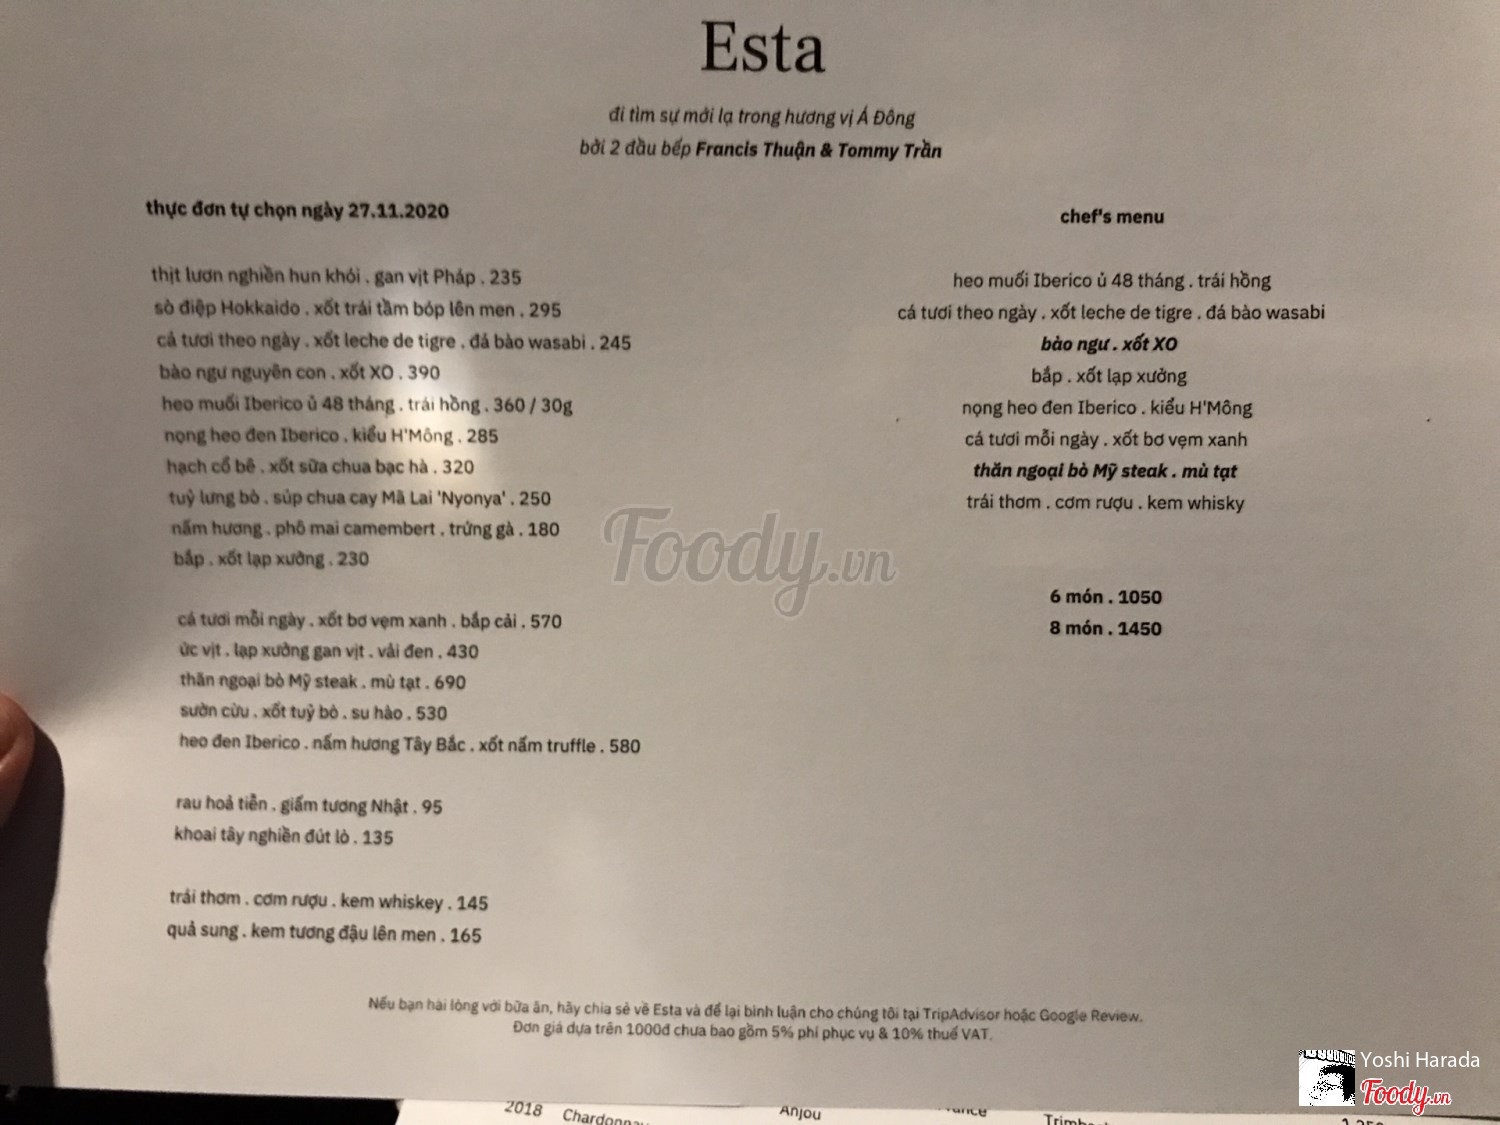 Esta
đi tìm sự mới lạ trong hương vị Á Đông
bởi 2 đầu bếp Francis Thuận & Tommy Trần
thực đơn tự chọn ngày 27.11.2020
thịt lươn nghiền hun khói . gan vịt Pháp . 235
sò điệp Hokkaido . xốt trái tầm bóp lên men . 295
cá tươi theo ngày . xốt leche de tigre . đá bào wasabi . 245
bào ngư nguyên con . xốt XO . 390
heo muối Iberico ủ 48 tháng . trái hồng . 360 / 30g
nọng heo đen Iberico . kiểu H'Mông . 285
hạch cổ bê . xốt sữa chua bạc hà . 320
tuỷ lưng bò . súp chua cay Mã Lai 'Nyonya' . 250
nấm hương . phô mai camembert . trứng gà . 180
bắp . xốt lạp xưởng . 230
cá tươi mỗi ngày . xốt bơ vẹm xanh . bắp cải . 570
ức vịt . lạp xưởng gan vịt . vải đen . 430
thăn ngoại bò Mỹ steak . mù tạt . 690
sườn cừu . xốt tuỷ bò . su hào . 530
heo đen Iberico . nấm hương Tây Bắc . xốt nấm truffle . 580
rau hoả tiễn . giấm tương Nhật . 95
khoai tây nghiền đút lò . 135
trái thơm . cơm rượu . kem whiskey . 145
quả sung . kem tương đậu lên men . 165
chef's menu
heo muối Iberico ủ 48 tháng . trái hồng
cá tươi theo ngày . xốt leche de tigre . đá bào wasabi
bào ngư . xốt XO
bắp . xốt lạp xưởng
nọng heo đen Iberico . kiểu H'Mông
cá tươi mỗi ngày . xốt bơ vẹm xanh
thăn ngoại bò Mỹ steak . mù tạt
trái thơm . cơm rượu . kem whisky
6 món . 1050
8 món . 1450
Nếu bạn hài lòng với bữa ăn, hãy chia sẻ về Esta và để lại bình luận cho chúng tôi tại TripAdvisor hoặc Google Review.
Đơn giá dựa trên 1000đ chưa bao gồm 5% phí phục vụ & 10% thuế VAT.
Foody.vn
Yoshi Harada
Foody.vn
2018 Anjou